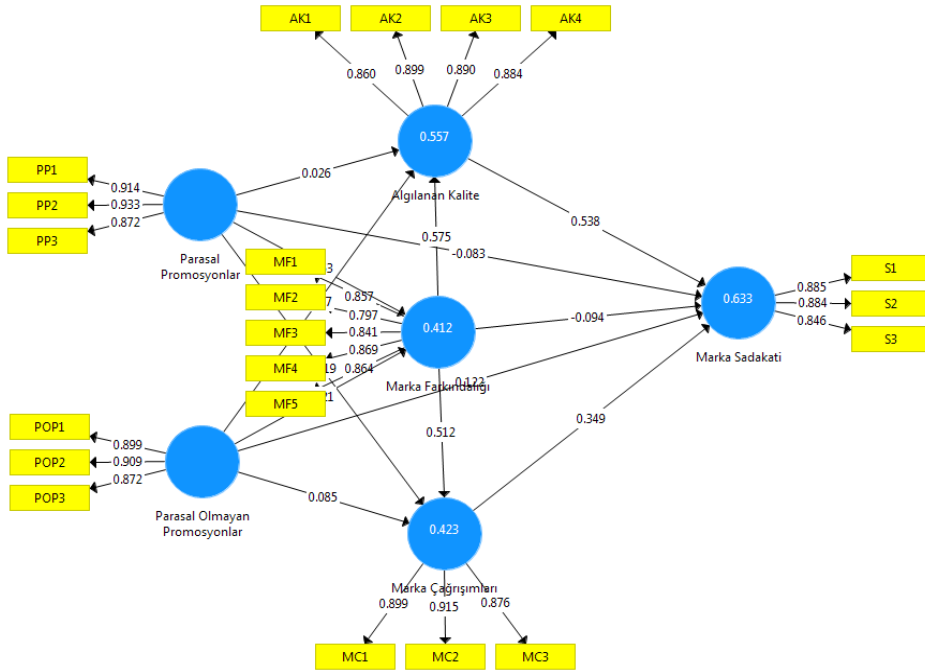 AK1 AK2 AK3 AK4
0.860 0.899 0.890 0.884
0.557
Algılanan Kalite
PP1
PP2
PP3
0.914
0.933
0.872
Parasal
Promosyonlar
0.026
0.575
0.538
-0.083
MF1
MF2
MF3
MF4
MF5
0.857
0.797
0.841
0.869
0.864
0.412
Marka Farkındalığı
-0.094
0.122
0.633
Marka Sadakati
S1
S2
S3
0.885
0.884
0.846
POP1
POP2
POP3
0.899
0.909
0.872
Parasal Olmayan
Promosyonlar
0.085
0.512
0.349
0.423
Marka Çağrışımları
0.899 0.915 0.876
MC1 MC2 MC3